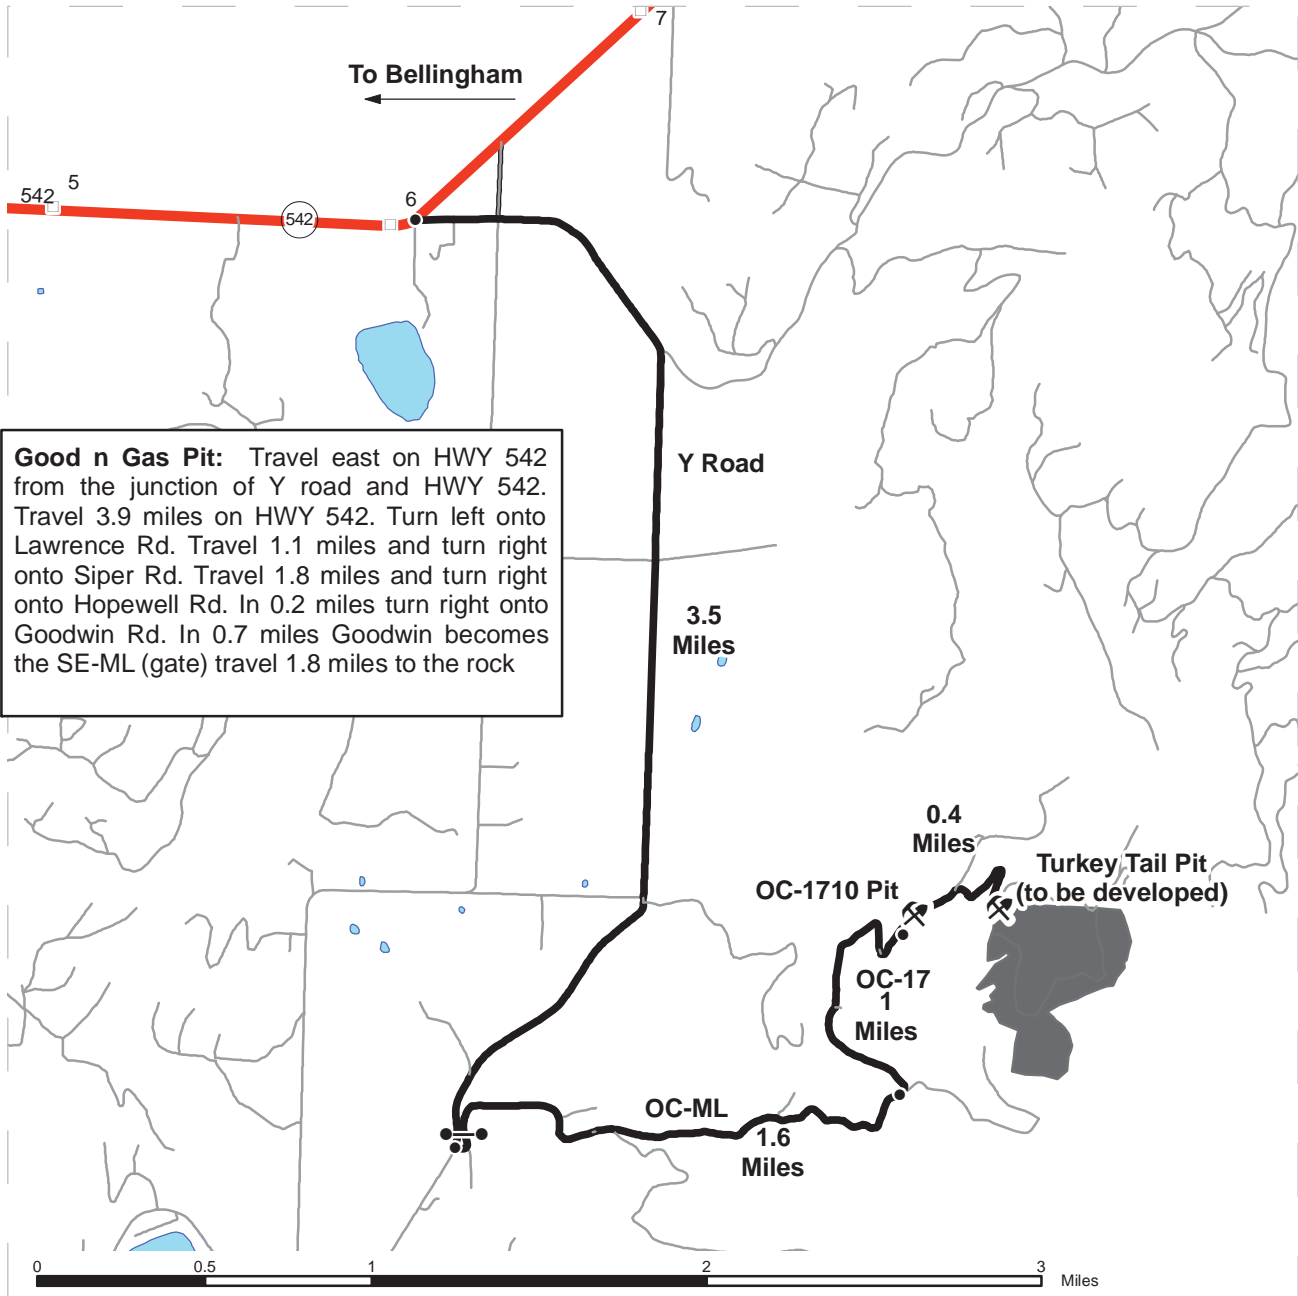 7
To Bellingham
5
542
6
542
Good n Gas Pit: Travel east on HWY 542
from the junction of Y road and HWY 542.
Travel 3.9 miles on HWY 542. Turn left onto
Lawrence Rd. Travel 1.1 miles and turn right
onto Siper Rd. Travel 1.8 miles and turn right
onto Hopewell Rd. In 0.2 miles turn right onto
Goodwin Rd. In 0.7 miles Goodwin becomes
the SE-ML (gate) travel 1.8 miles to the rock
Y Road
3.5
Miles
0.4
Miles
Turkey Tail Pit
(to be developed)
OC-1710 Pit
OC-17
1
Miles
OC-ML
1.6
Miles
0 0.5 1 2 3
Miles